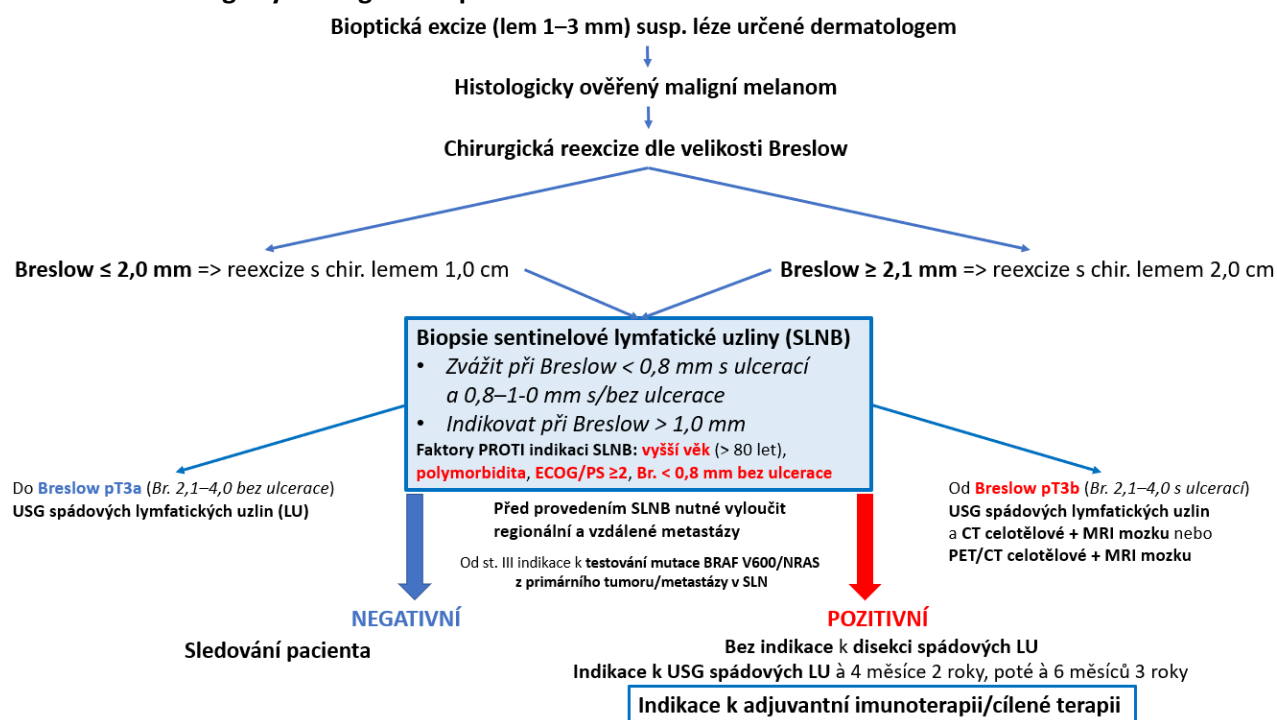 Bioptická excize (lem 1–3 mm) susp. léze určené dermatologem
Histologicky ověřený maligní melanom
Chirurgická reexcize dle velikosti Breslow
Breslow ≤ 2,0 mm => reexcize s chir. lemem 1,0 cm
Breslow ≥ 2,1 mm => reexcize s chir. lemem 2,0 cm
Biopsie sentinelové lymfatické uzliny (SLNB)
• Zvážit při Breslow < 0,8 mm s ulcerací
a 0,8–1-0 mm s/bez ulcerace
• Indikovat při Breslow > 1,0 mm
Faktory PROTI indikaci SLNB: vyšší věk (> 80 let),
polymorbidita, ECOG/PS ≥2, Br. < 0,8 mm bez ulcerace
Do Breslow pT3a (Br. 2,1–4,0 bez ulcerace)
USG spádových lymfatických uzlin (LU)
Od Breslow pT3b (Br. 2,1–4,0 s ulcerací)
USG spádových lymfatických uzlin
a CT celotělové + MRI mozku nebo
PET/CT celotělové + MRI mozku
Před provedením SLNB nutné vyloučit
regionální a vzdálené metastázy
Od st. III indikace k testování mutace BRAF V600/NRAS
z primárního tumoru/metastázy v SLN
NEGATIVNÍ
Sledování pacienta
POZITIVNÍ
Bez indikace k disekci spádových LU
Indikace k USG spádových LU à 4 měsíce 2 roky, poté à 6 měsíců 3 roky
Indikace k adjuvantní imunoterapii/cílené terapii